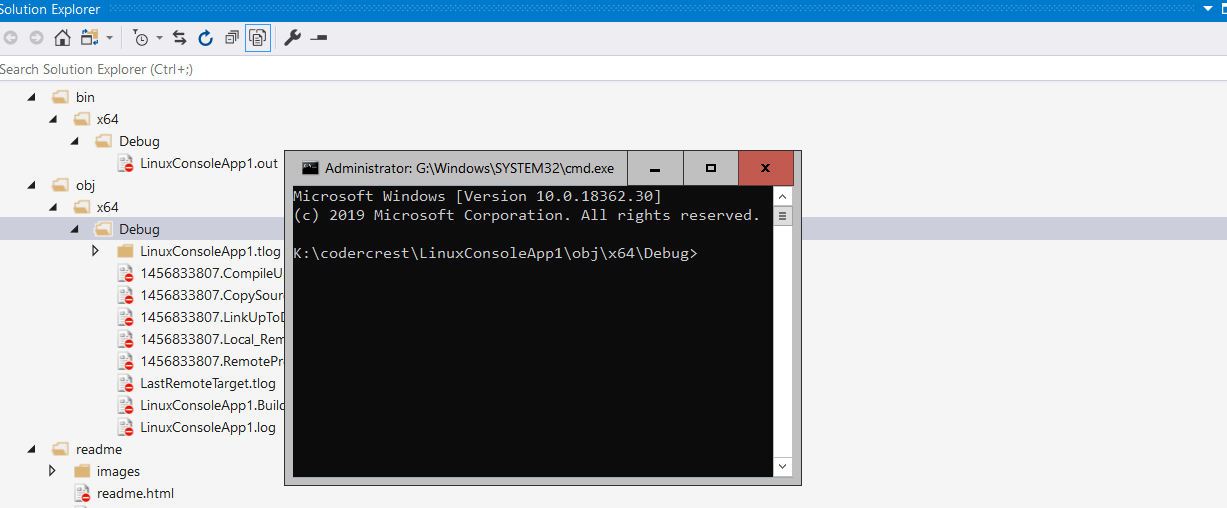 Solution Explorer
Search Solution Explorer (Ctrl+;)
bin
x64
Debug
LinuxConsoleApp1.out
obj
x64
Debug
LinuxConsoleApp1.tlog
1456833807.CompileU
1456833807.CopySour
1456833807.LinkUpToD
1456833807.Local_Rem
1456833807.RemotePr
LastRemoteTarget.tlog
LinuxConsoleApp1.Build
LinuxConsoleApp1.log
readme
images
readme.html
Administrator: G:\Windows\SYSTEM32\cmd.exe
Microsoft Windows [Version 10.0.18362.30]
(c) 2019 Microsoft Corporation. All rights reserved.
K:\codercrest\LinuxConsoleApp1\obj\x64\Debug>